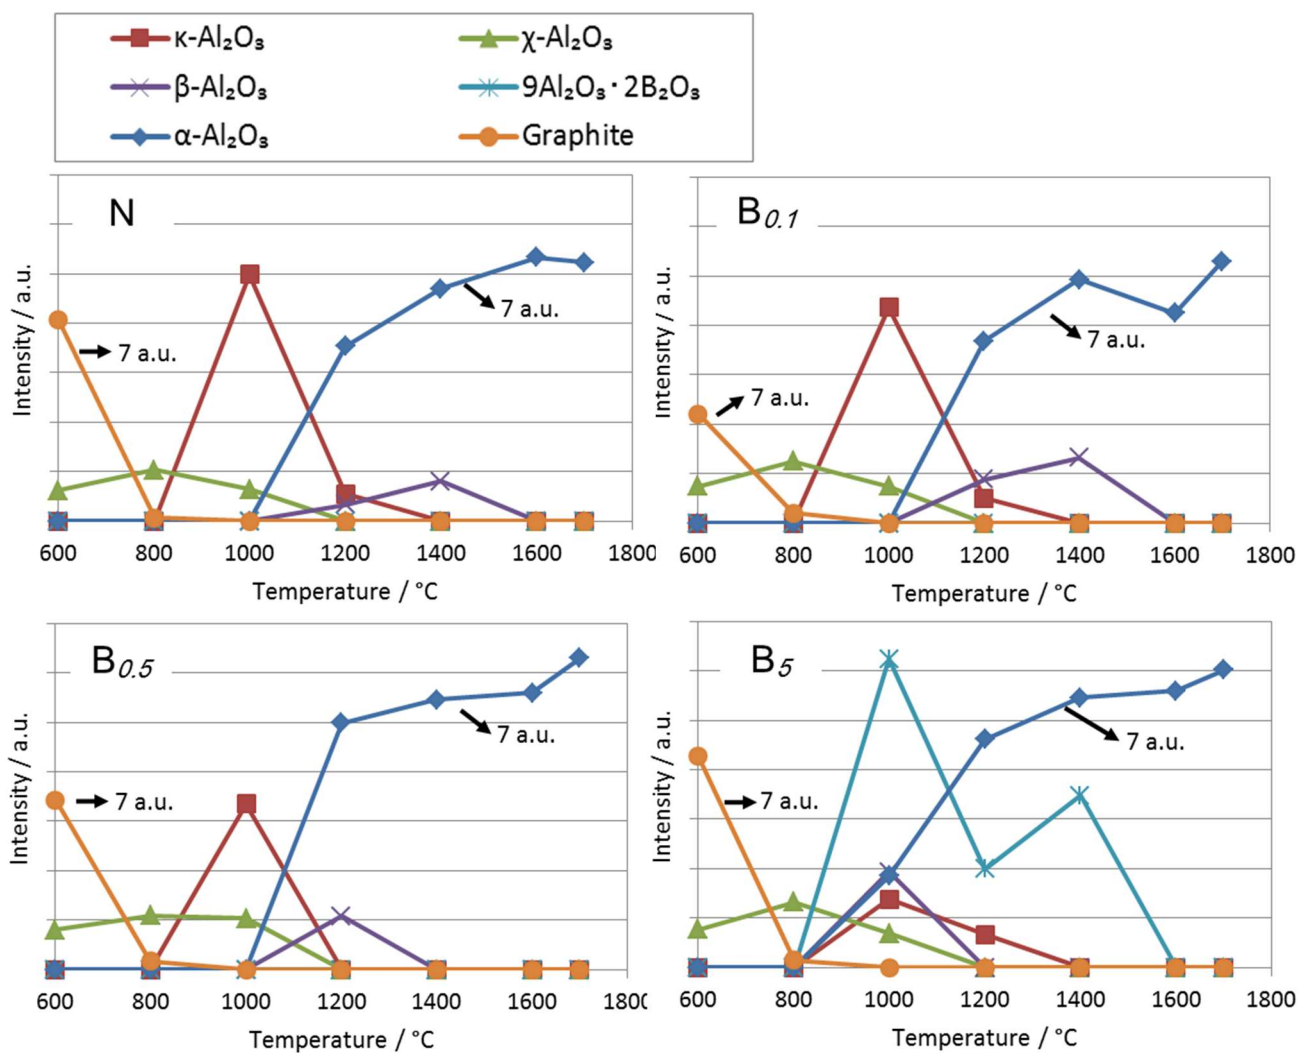 κ-Al₂O₃ χ-Al₂O₃
β-Al₂O₃ 9Al₂O₃・2B₂O₃
α-Al₂O₃ Graphite
N
Intensity / a.u.
7 a.u.
7 a.u.
600 800 1000 1200 1400 1600 1800
Temperature / °C
B0.1
Intensity / a.u.
7 a.u.
7 a.u.
600 800 1000 1200 1400 1600 1800
Temperature / °C
B0.5
Intensity / a.u.
7 a.u.
7 a.u.
600 800 1000 1200 1400 1600 1800
Temperature / °C
B5
Intensity / a.u.
7 a.u.
7 a.u.
600 800 1000 1200 1400 1600 1800
Temperature / °C